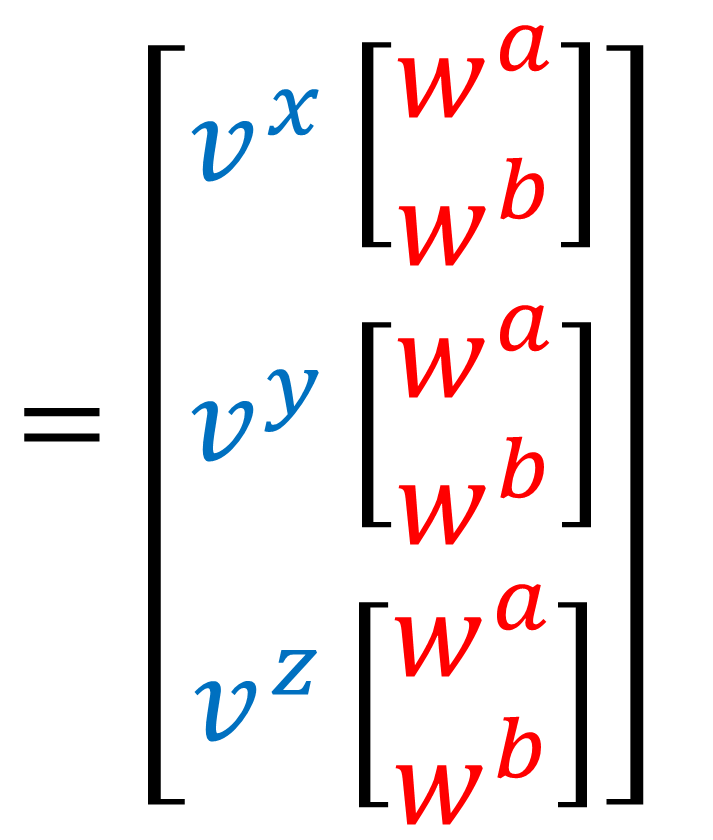 = [ v^x [ w^a
w^b ]
v^y [ w^a
w^b ]
v^z [ w^a
w^b ] ]